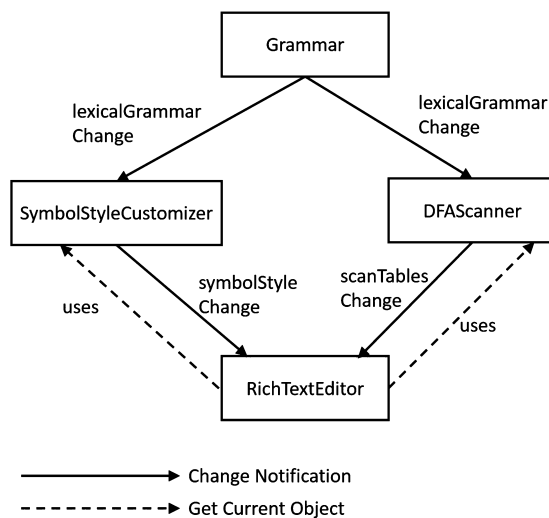 Grammar
lexicalGrammar
Change
lexicalGrammar
Change
SymbolStyleCustomizer
DFAScanner
symbolStyle
Change
scanTables
Change
uses
uses
RichTextEditor
Change Notification
Get Current Object